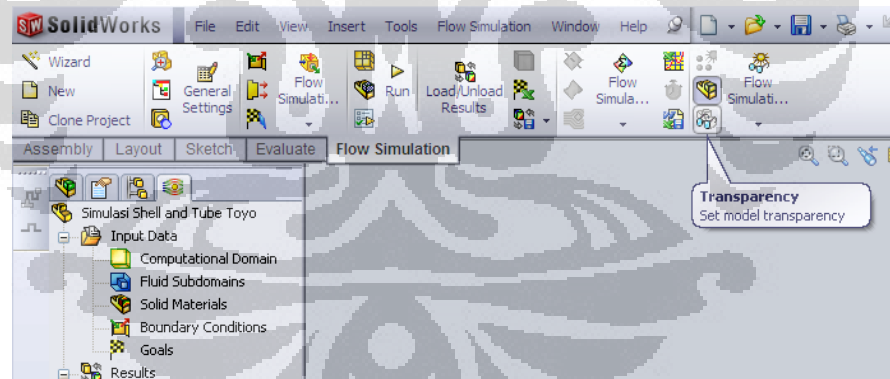 SolidWorks File Edit View Insert Tools Flow Simulation Window Help
Wizard
New
Clone Project
General Settings
Flow Simulati...
Run
Load/Unload Results
Flow Simula...
Flow Simulati...
Assembly Layout Sketch Evaluate Flow Simulation
Transparency
Set model transparency
Simulasi Shell and Tube Toyo
Input Data
Computational Domain
Fluid Subdomains
Solid Materials
Boundary Conditions
Goals
Results